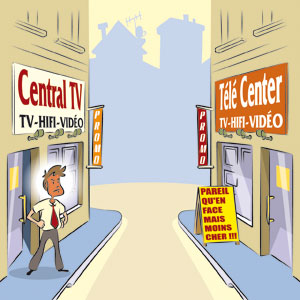 Central TV
TV-HIFI-VIDÉO
PROMO
Télé Center
TV-HIFI-VIDÉO
PROMO
PAREIL
QU'EN
FACE
MAIS
MOINS
CHER !!!